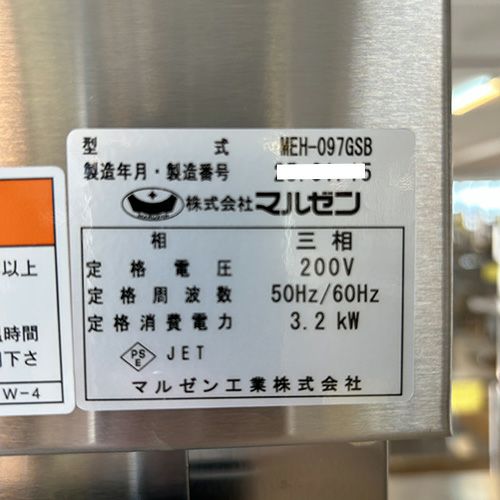 型式 MEH-097GSB
製造年月・製造番号
株式会社マルゼン
相 三相
定格電圧 200V
定格周波数 50Hz/60Hz
定格消費電力 3.2 kW
PS E JET
マルゼン工業株式会社
以上
時間
下さ
W-4